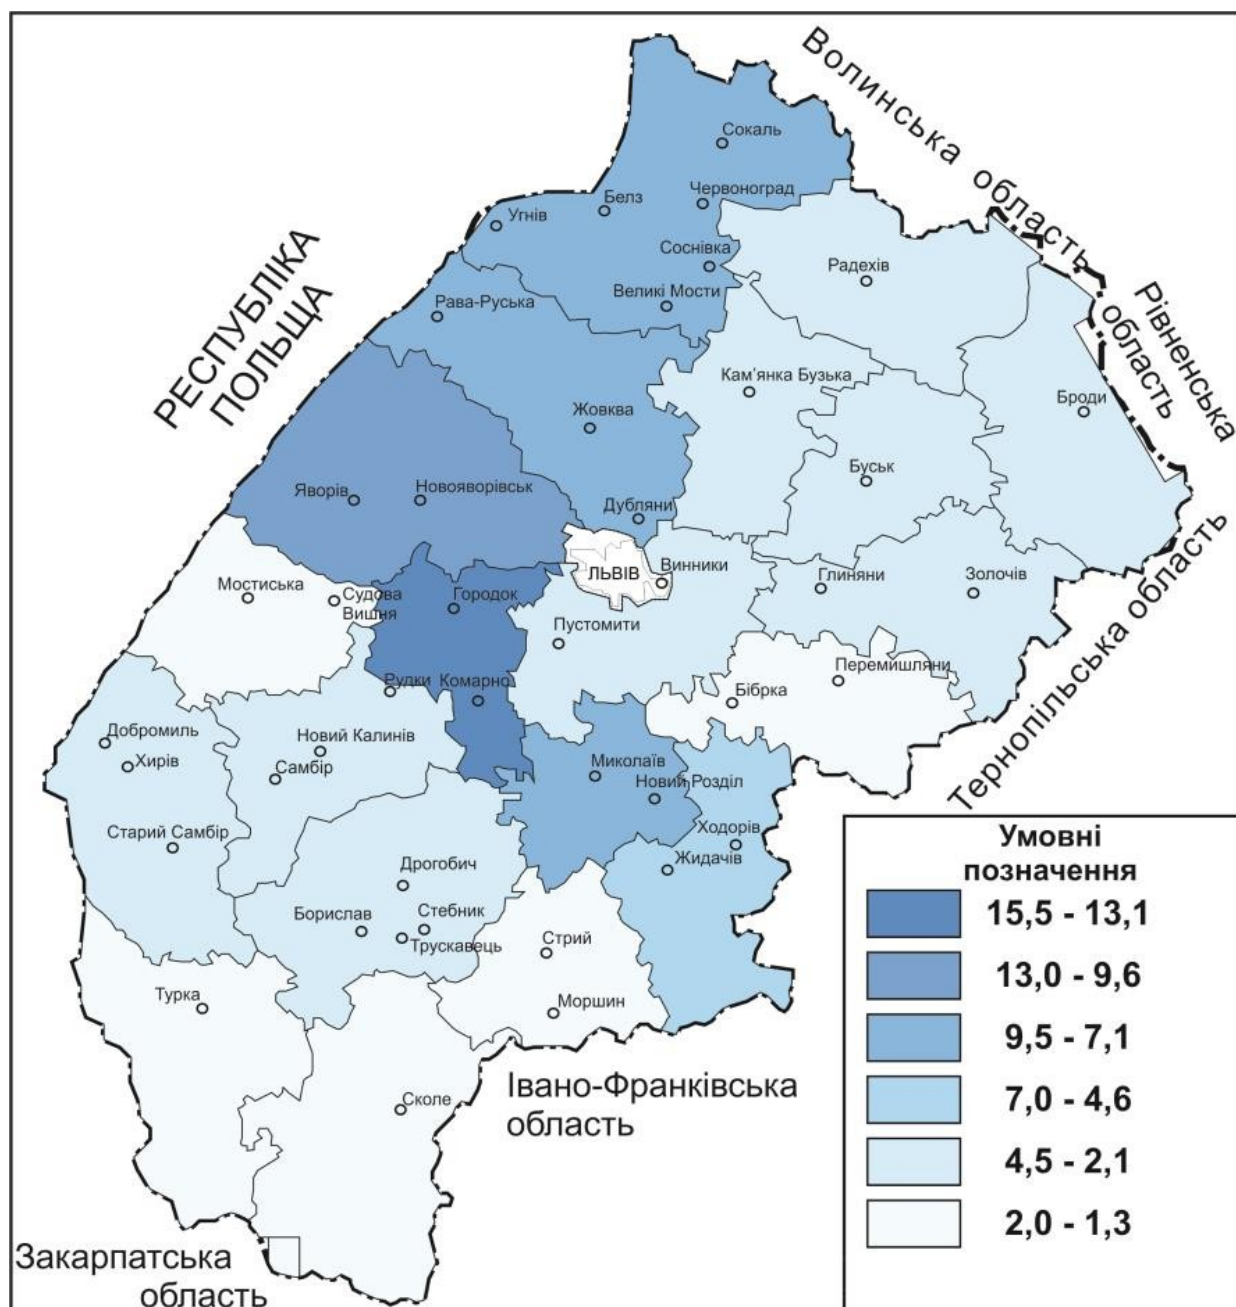 Волинська область
Рівненська
область
РЕСПУБЛІКА
ПОЛЬЩА
Сокаль
Червоноград
Белз
Угнів
Соснівка
Радехів
Великі Мости
Рава-Руська
Кам'янка Бузька
Броди
Жовква
Буськ
Яворів
Новояворівськ
Дубляни
ЛЬВІВ
Винники
Глиняни
Золочів
Мостиська
Судова
Вишня
Городок
Пустомити
Тернопільська область
Перемишляни
Бібрка
Рудки
Комарно
Добромиль
Хирів
Новий Калинів
Самбір
Миколаїв
Новий Розділ
Старий Самбір
Ходорів
Жидачів
Дрогобич
Борислав
Стебник
Трускавець
Стрий
Турка
Моршин
Сколе
Івано-Франківська
область
Закарпатська
область
Умовні
позначення
15,5 - 13,1
13,0 - 9,6
9,5 - 7,1
7,0 - 4,6
4,5 - 2,1
2,0 - 1,3